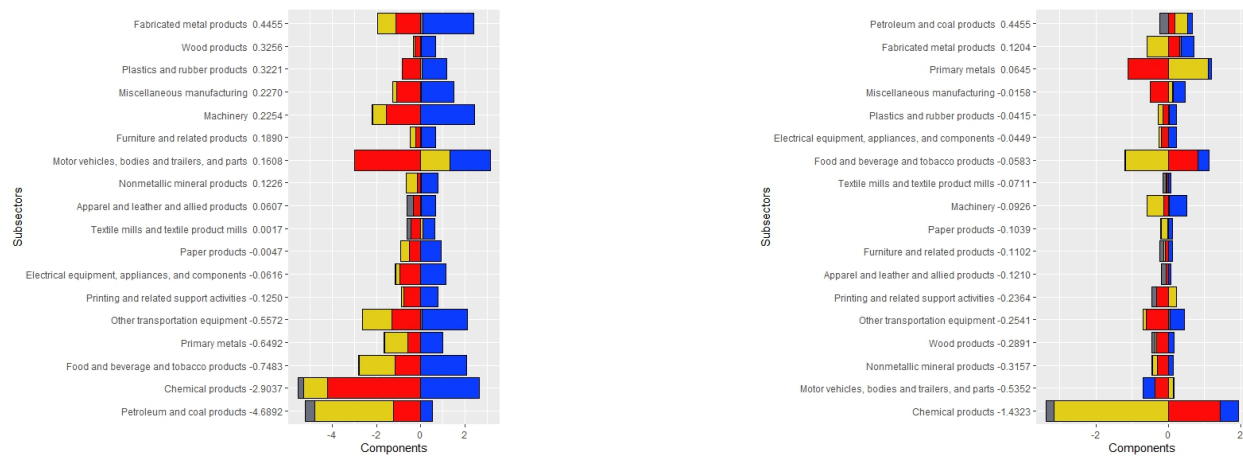 Subsectors
Fabricated metal products 0.4455
Wood products 0.3256
Plastics and rubber products 0.3221
Miscellaneous manufacturing 0.2270
Machinery 0.2254
Furniture and related products 0.1890
Motor vehicles, bodies and trailers, and parts 0.1608
Nonmetallic mineral products 0.1226
Apparel and leather and allied products 0.0607
Textile mills and textile product mills 0.0017
Paper products -0.0047
Electrical equipment, appliances, and components -0.0616
Printing and related support activities -0.1250
Other transportation equipment -0.5572
Primary metals -0.6492
Food and beverage and tobacco products -0.7483
Chemical products -2.9037
Petroleum and coal products -4.6892
-4 -2 0 2
Components
Subsectors
Petroleum and coal products 0.4455
Fabricated metal products 0.1204
Primary metals 0.0645
Miscellaneous manufacturing -0.0158
Plastics and rubber products -0.0415
Electrical equipment, appliances, and components -0.0449
Food and beverage and tobacco products -0.0583
Textile mills and textile product mills -0.0711
Machinery -0.0926
Paper products -0.1039
Furniture and related products -0.1102
Apparel and leather and allied products -0.1210
Printing and related support activities -0.2364
Other transportation equipment -0.2541
Wood products -0.2891
Nonmetallic mineral products -0.3157
Motor vehicles, bodies and trailers, and parts -0.5352
Chemical products -1.4323
-2 0 2
Components